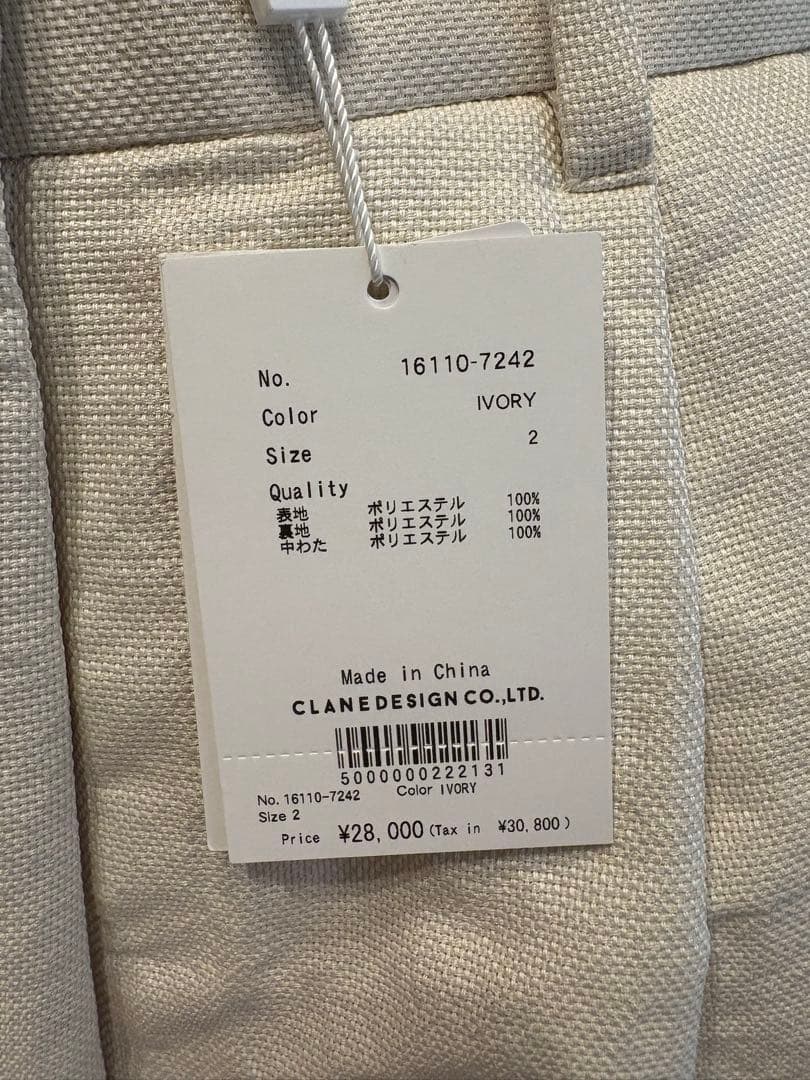 No. 16110-7242
Color IVORY
Size 2
Quality
表地 ポリエステル 100%
裏地 ポリエステル 100%
中わた ポリエステル 100%
Made in China
CLANEDESIGN CO.,LTD.
5000000222131
No. 16110-7242 Color IVORY
Size 2
Price ¥28,000 (Tax in ¥30,800)